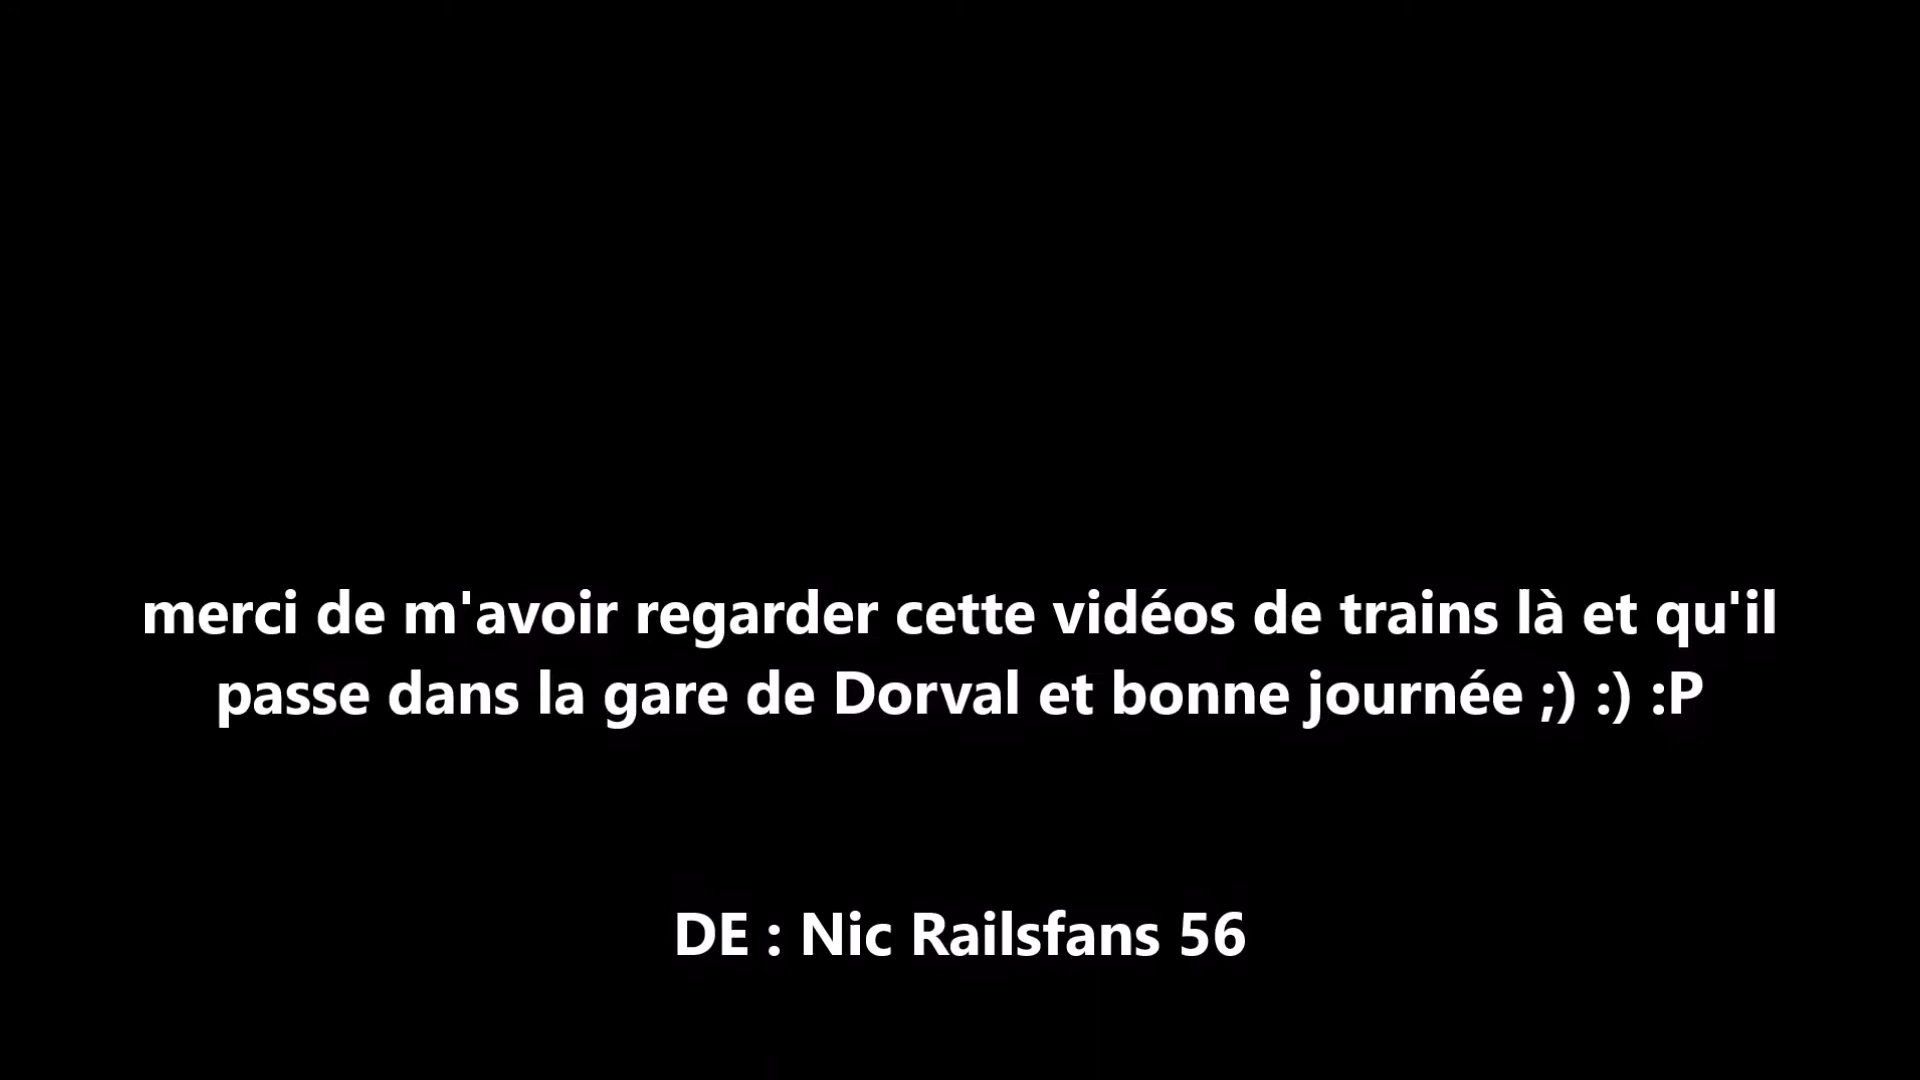 merci de m'avoir regarder cette vidéos de trains là et qu'il
passe dans la gare de Dorval et bonne journée ;) :) :P
DE : Nic Railsfans 56